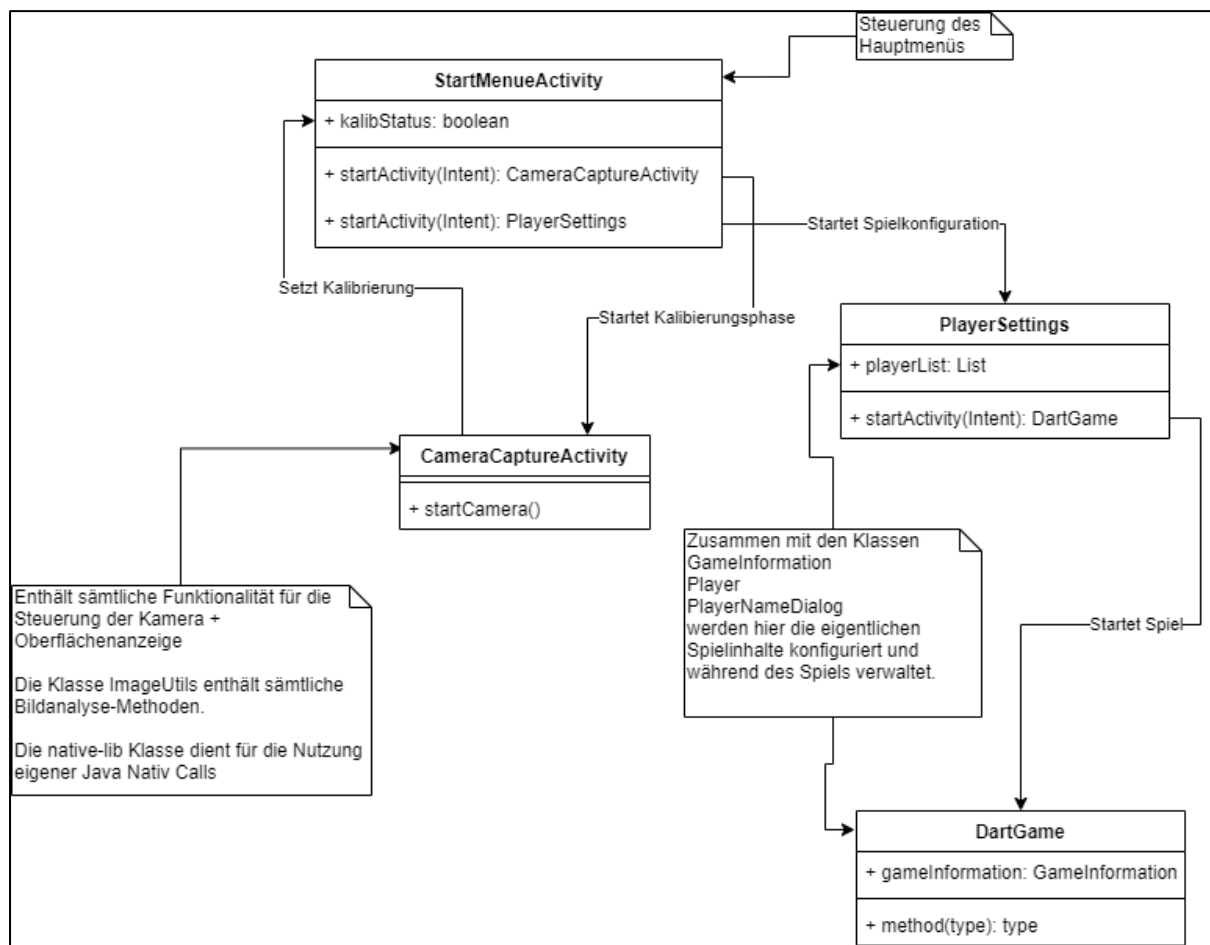 Steuerung des
Hauptmenüs
StartMenueActivity
+ kalibStatus: boolean
+ startActivity(Intent): CameraCaptureActivity
+ startActivity(Intent): PlayerSettings
Startet Spielkonfiguration
Setzt Kalibrierung
Startet Kalibierungsphase
PlayerSettings
+ playerList: List
+ startActivity(Intent): DartGame
CameraCaptureActivity
+ startCamera()
Zusammen mit den Klassen
GameInformation
Player
PlayerNameDialog
werden hier die eigentlichen
Spielinhalte konfiguriert und
während des Spiels verwaltet.
Enthält sämtliche Funktionalität für die
Steuerung der Kamera +
Oberflächenanzeige
Die Klasse ImageUtils enthält sämtliche
Bildanalyse-Methoden.
Die native-lib Klasse dient für die Nutzung
eigener Java Nativ Calls
Startet Spiel
DartGame
+ gameInformation: GameInformation
+ method(type): type